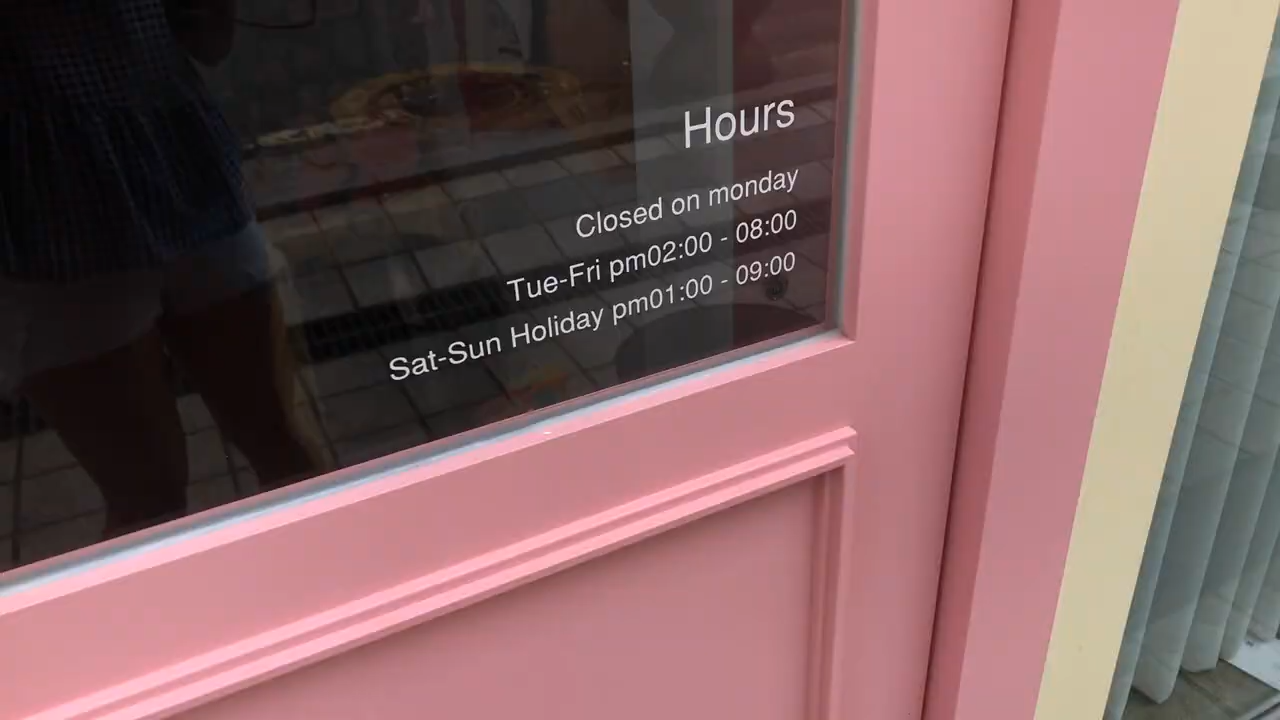 Hours
Closed on monday
Tue-Fri pm02:00 - 08:00
Sat-Sun Holiday pm01:00 - 09:00